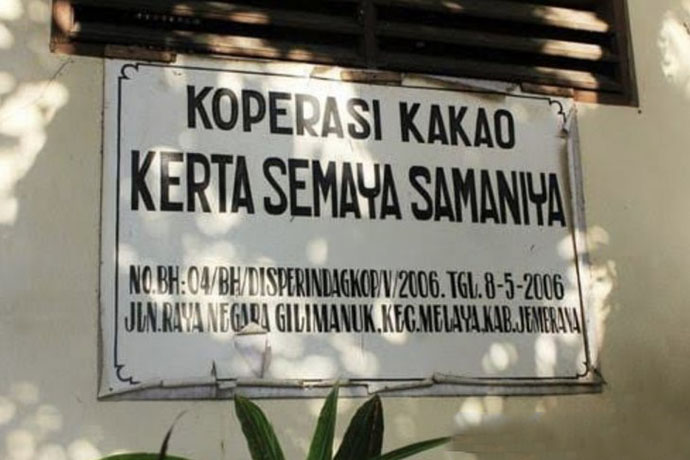 KOPERASI KAKAO
KERTA SEMAYA SAMANIYA
NO.BH: 04/BH/DISPERINDAGKOP/V/2006. TGL. 8-5-2006
JLN. RAYA NEGARA GILIMANUK, KEC. MELAYA, KAB. JEMBRANA